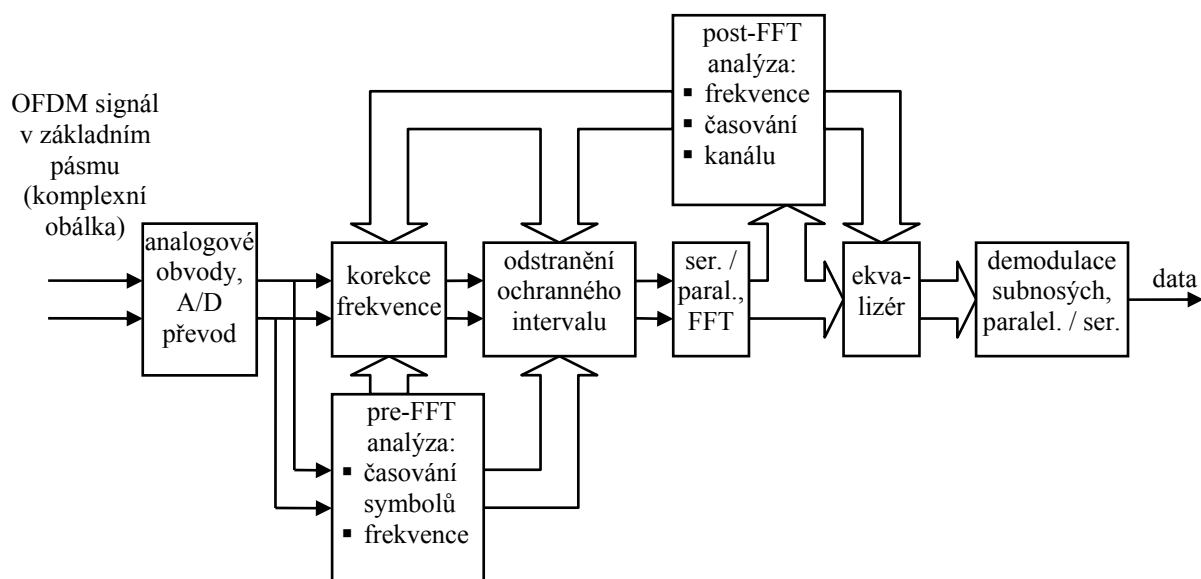 OFDM signál
v základním
pásmu
(komplexní
obálka)
analogové
obvody,
A/D
převod
korekce
frekvence
odstranění
ochranného
intervalu
ser. /
paral.,
FFT
post-FFT
analýza:
▪ frekvence
▪ časování
▪ kanálu
ekva-
lizér
demodulace
subnosých,
paralel. / ser.
data
pre-FFT
analýza:
▪ časování
symbolů
▪ frekvence